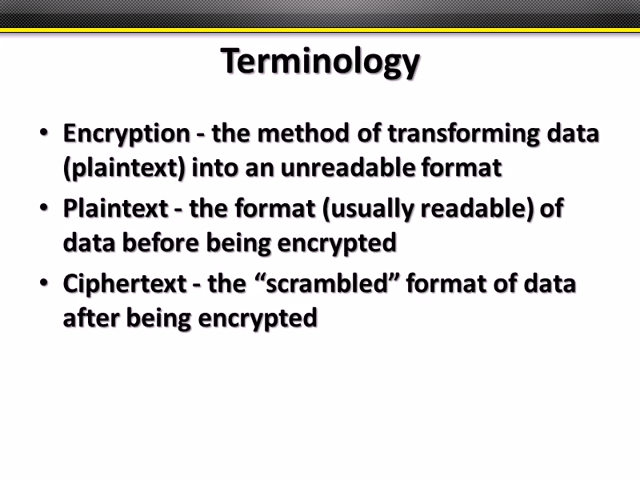 Terminology
• Encryption - the method of transforming data
(plaintext) into an unreadable format
• Plaintext - the format (usually readable) of
data before being encrypted
• Ciphertext - the “scrambled” format of data
after being encrypted